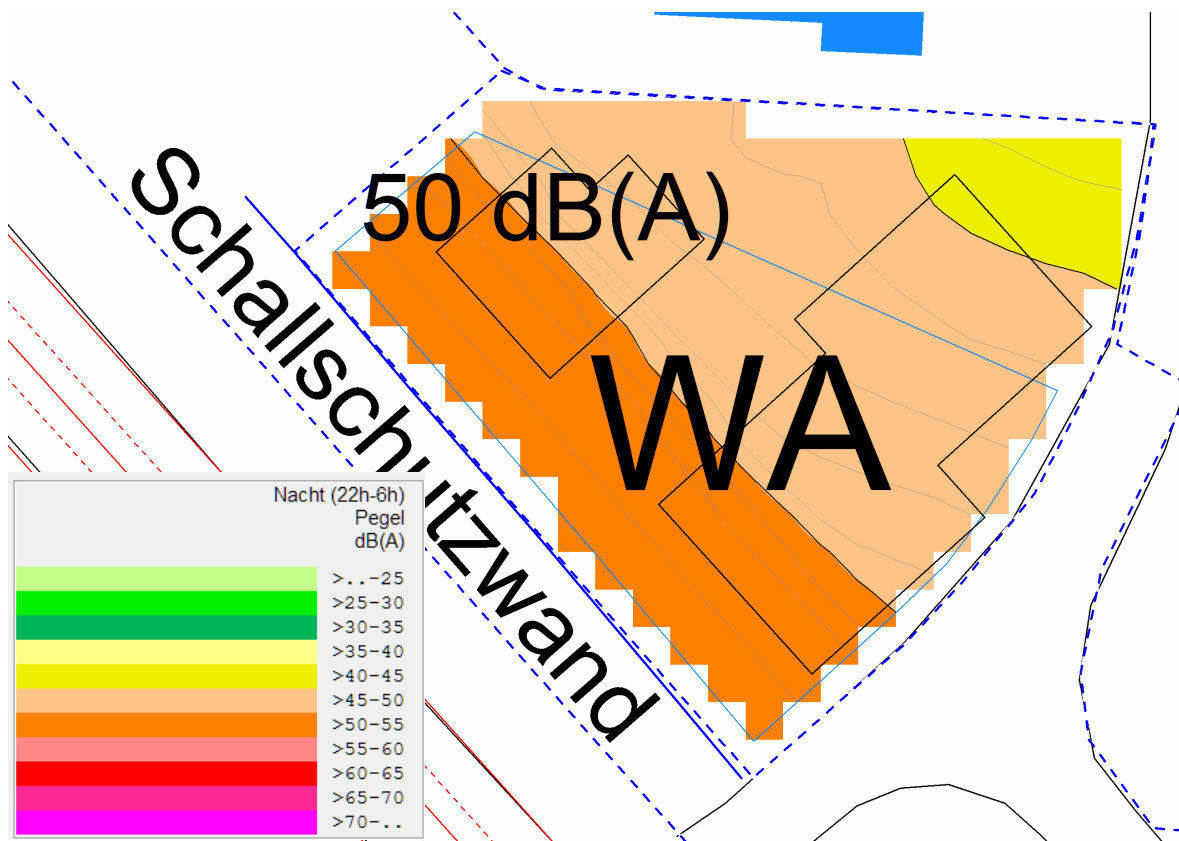 50 dB(A)
Schallschutzwand
WA
Nacht (22h-6h)
Pegel
dB(A)
>..-25
>25-30
>30-35
>35-40
>40-45
>45-50
>50-55
>55-60
>60-65
>65-70
>70-..